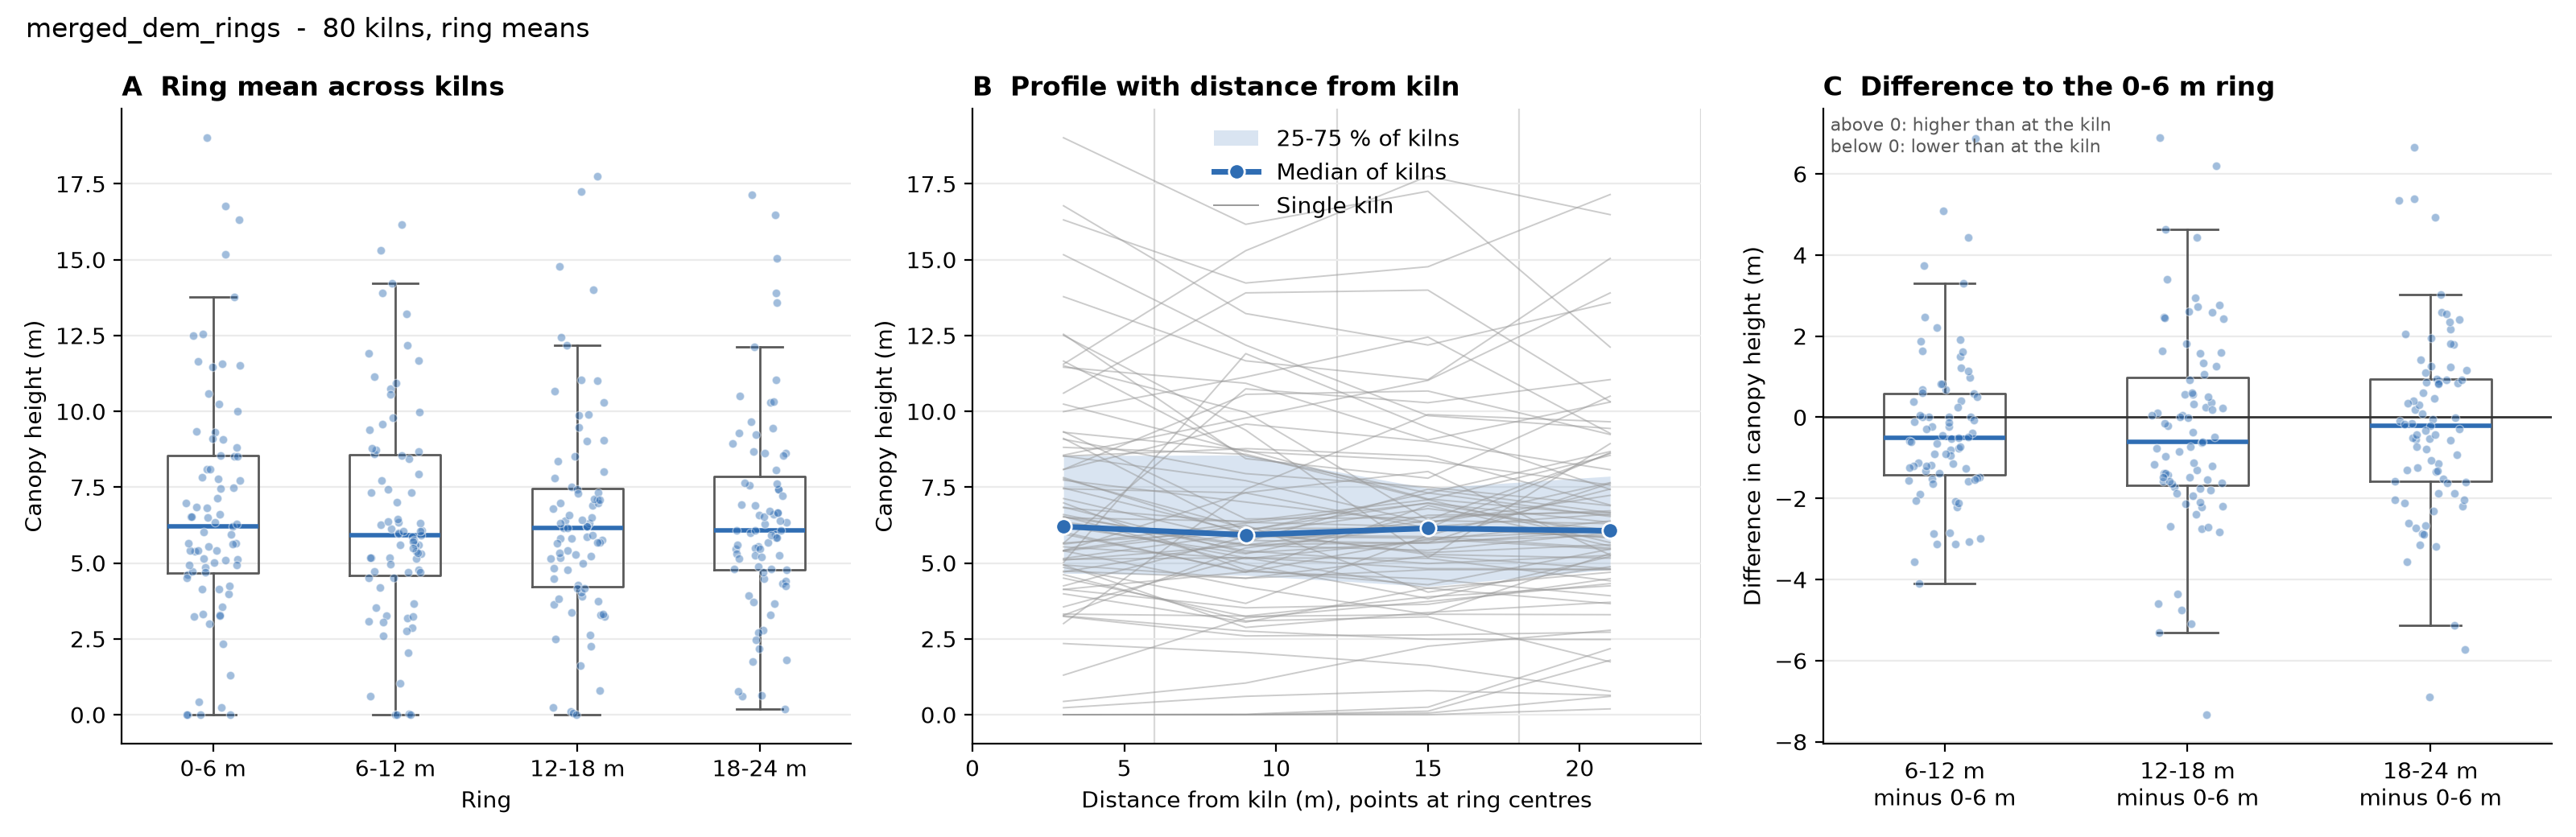 merged_dem_rings  -  80 kilns, ring means
A  Ring mean across kilns
Canopy height (m)
17.5
15.0
12.5
10.0
7.5
5.0
2.5
0.0
0-6 m
6-12 m
12-18 m
18-24 m
Ring
B  Profile with distance from kiln
25-75 % of kilns
Median of kilns
Single kiln
Canopy height (m)
17.5
15.0
12.5
10.0
7.5
5.0
2.5
0.0
0
5
10
15
20
Distance from kiln (m), points at ring centres
C  Difference to the 0-6 m ring
above 0: higher than at the kiln
below 0: lower than at the kiln
Difference in canopy height (m)
6
4
2
0
−2
−4
−6
−8
6-12 m
minus 0-6 m
12-18 m
minus 0-6 m
18-24 m
minus 0-6 m